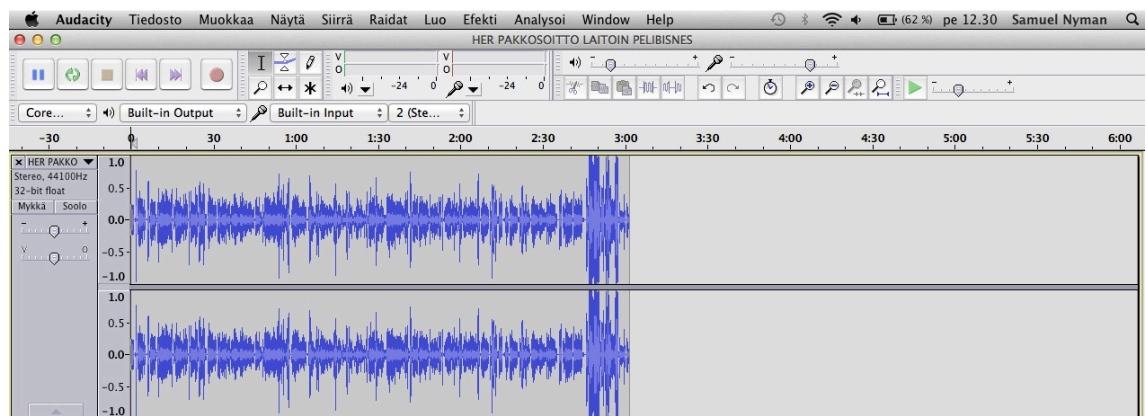 Audacity Tiedosto Muokkaa Näytä Siirrä Raidat Luo Efekti Analysoi Window Help (62 %) pe 12.30 Samuel Nyman
HER PAKKOSOITTO LAITOIN PELIBISNES
V V
O -24 0 O -24 0 - + - +
- +
Core... Built-in Output Built-in Input 2 (Ste...
-30 0 30 1:00 1:30 2:00 2:30 3:00 3:30 4:00 4:30 5:00 5:30 6:00
HER PAKKO
Stereo, 44100Hz
32-bit float
Mykkä Soolo
- +
V O
1.0
0.5-
0.0-
-0.5-
-1.0
1.0
0.5-
0.0-
-0.5-
-1.0